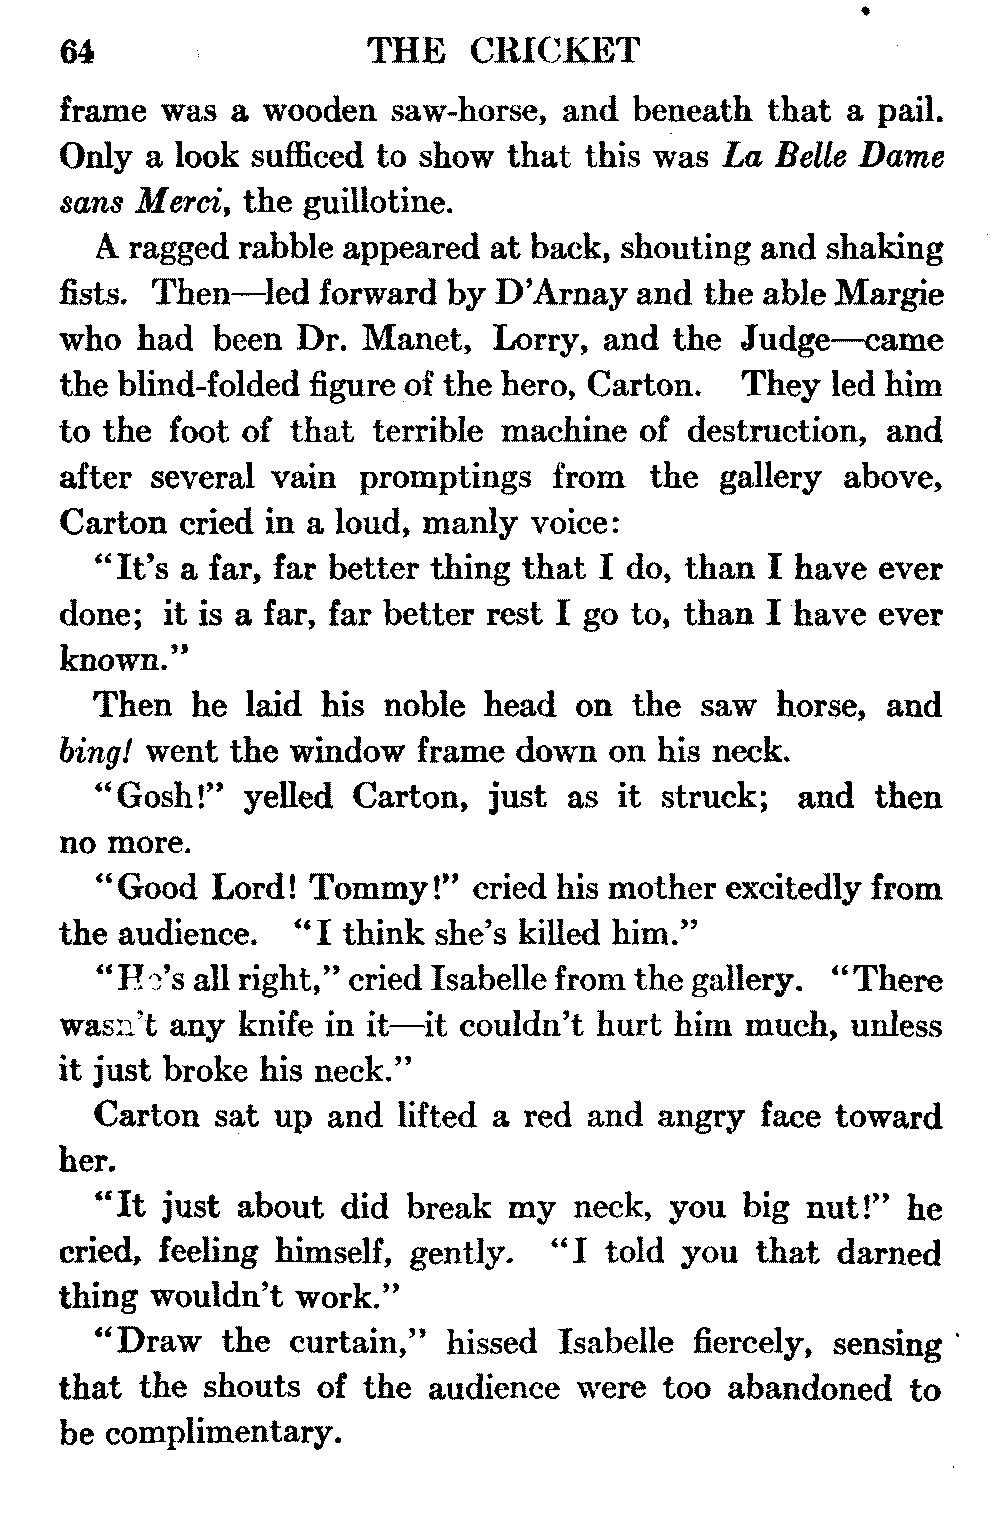 64 THE CRICKET
frame was a wooden saw-horse, and beneath that a pail.
Only a look sufficed to show that this was La Belle Dame
sans Merci, the guillotine.
A ragged rabble appeared at back, shouting and shaking
fists. Then—led forward by D'Arnay and the able Margie
who had been Dr. Manet, Lorry, and the Judge—came
the blind-folded figure of the hero, Carton. They led him
to the foot of that terrible machine of destruction, and
after several vain promptings from the gallery above,
Carton cried in a loud, manly voice:
"It's a far, far better thing that I do, than I have ever
done; it is a far, far better rest I go to, than I have ever
known."
Then he laid his noble head on the saw horse, and
bing! went the window frame down on his neck.
"Gosh!" yelled Carton, just as it struck; and then
no more.
"Good Lord! Tommy!" cried his mother excitedly from
the audience. "I think she's killed him."
"He's all right," cried Isabelle from the gallery. "There
wasn't any knife in it—it couldn't hurt him much, unless
it just broke his neck."
Carton sat up and lifted a red and angry face toward
her.
"It just about did break my neck, you big nut!" he
cried, feeling himself, gently. "I told you that darned
thing wouldn't work."
"Draw the curtain," hissed Isabelle fiercely, sensing
that the shouts of the audience were too abandoned to
be complimentary.